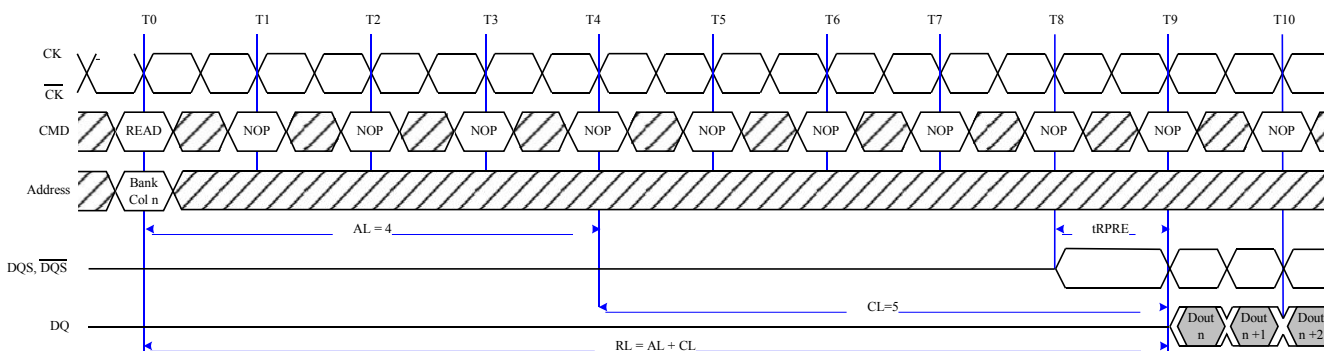 T0 T1 T2 T3 T4 T5 T6 T7 T8 T9 T10
CK
CK
CMD READ NOP NOP NOP NOP NOP NOP NOP NOP NOP NOP
Address Bank
Col n
AL = 4 tRPRE
DQS, DQS
CL=5
DQ Dout Dout Dout
n n +1 n +2
RL = AL + CL